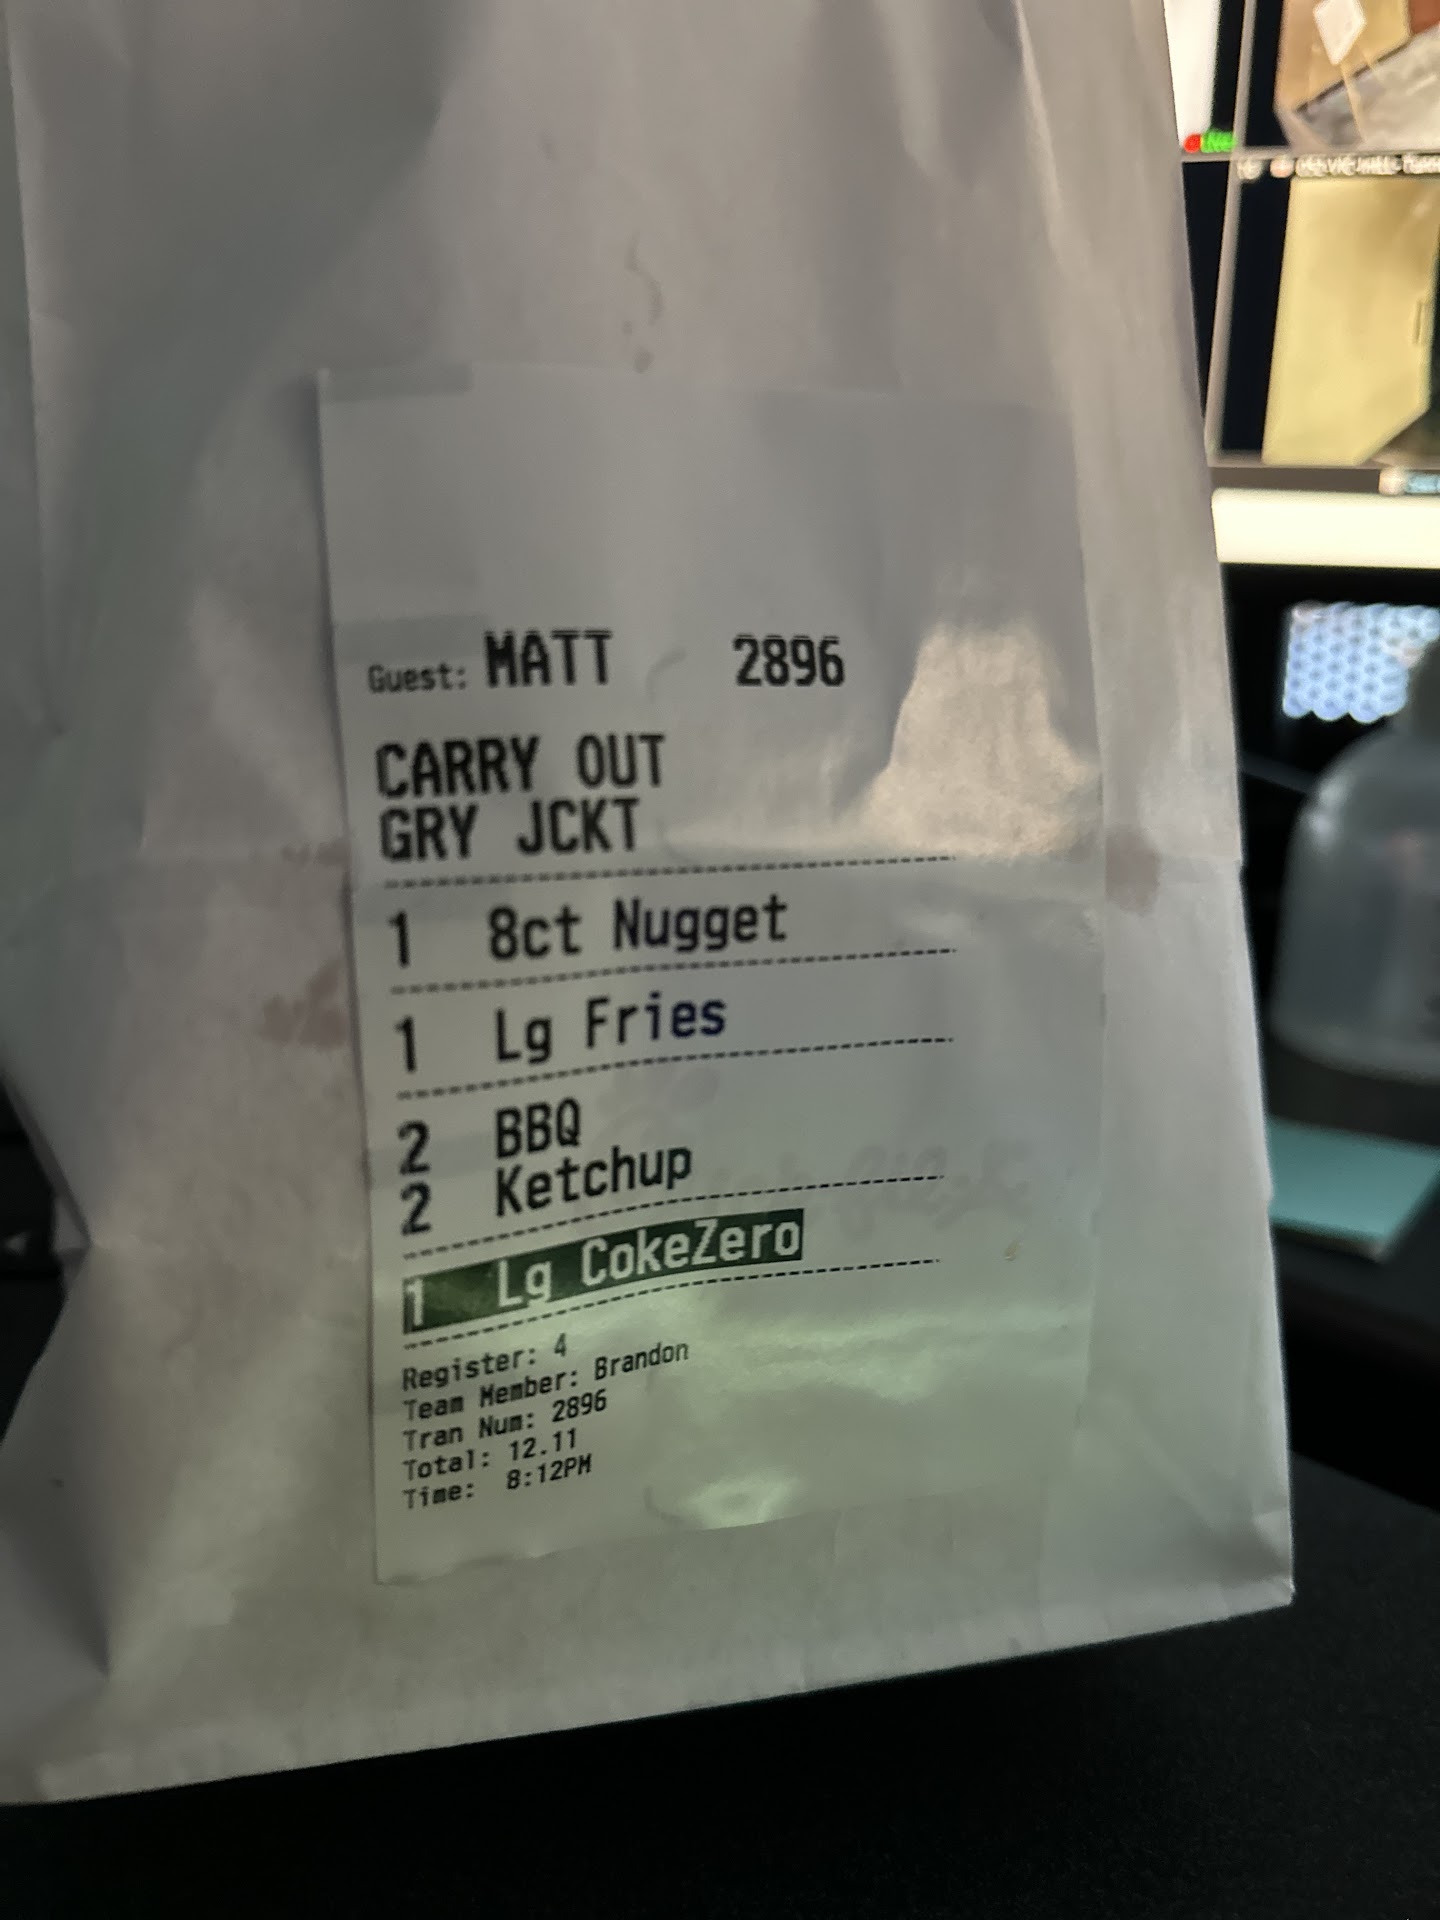 Guest: MATT 2896
CARRY OUT
GRY JCKT
1 8ct Nugget
1 Lg Fries
2 BBQ
2 Ketchup
1 Lg CokeZero
Register: 4
Team Member: Brandon
Tran Num: 2896
Total: 12.11
Time: 8:12PM